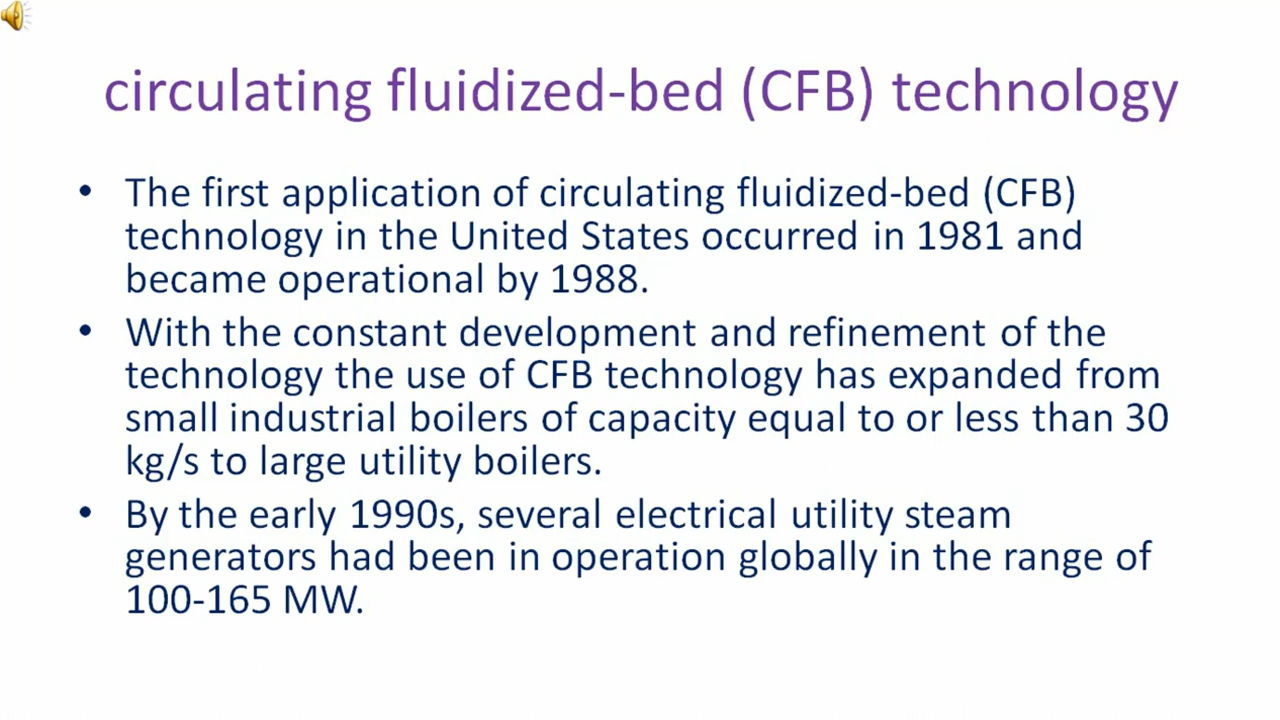 circulating fluidized-bed (CFB) technology
• The first application of circulating fluidized-bed (CFB)
technology in the United States occurred in 1981 and
became operational by 1988.
• With the constant development and refinement of the
technology the use of CFB technology has expanded from
small industrial boilers of capacity equal to or less than 30
kg/s to large utility boilers.
• By the early 1990s, several electrical utility steam
generators had been in operation globally in the range of
100-165 MW.